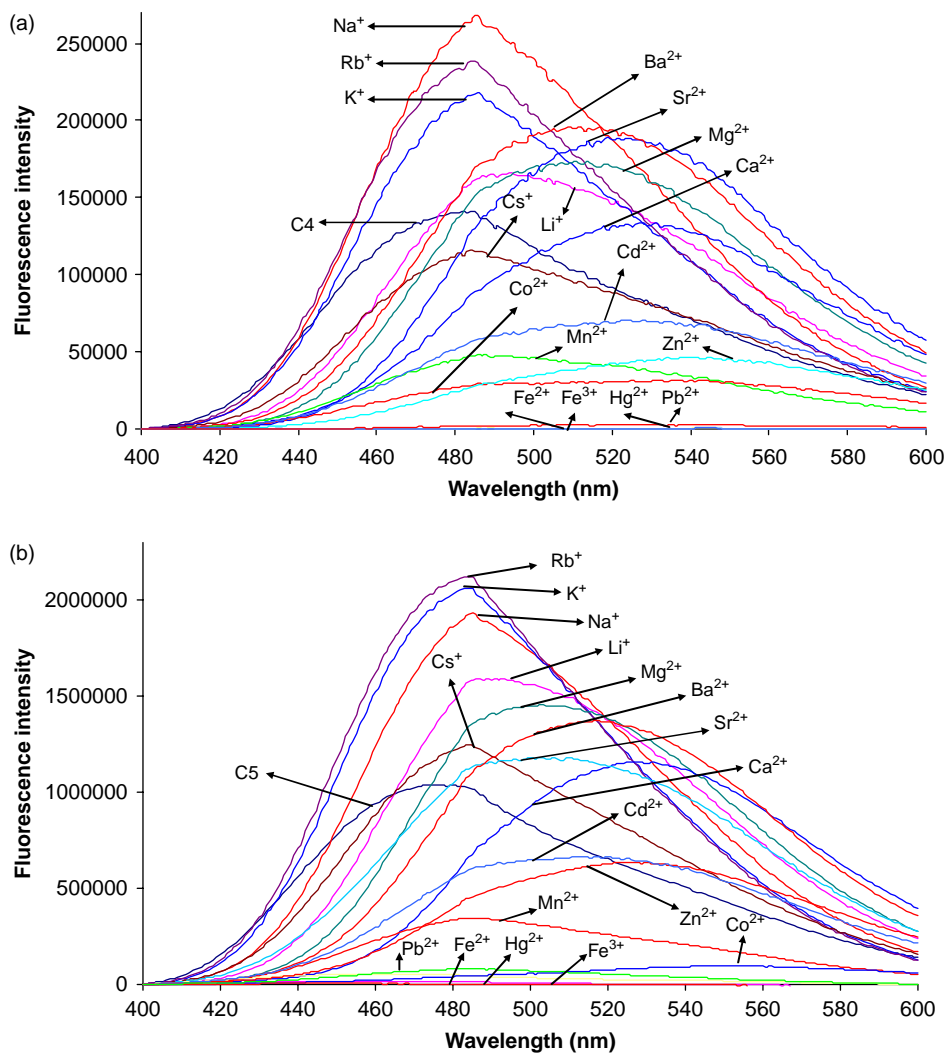 (a)
Na⁺
250000
Rb⁺
Ba²⁺
K⁺
Sr²⁺
200000
Mg²⁺
Ca²⁺
150000
Cs⁺
C4
Li⁺
Cd²⁺
100000
Co²⁺
Mn²⁺
Zn²⁺
50000
Fe²⁺ Fe³⁺ Hg²⁺ Pb²⁺
0
Fluorescence intensity
400 420 440 460 480 500 520 540 560 580 600
Wavelength (nm)
(b)
Rb⁺
K⁺
2000000
Na⁺
Li⁺
Cs⁺
Mg²⁺
Ba²⁺
1500000
Sr²⁺
C5
Ca²⁺
1000000
Cd²⁺
500000
Mn²⁺
Zn²⁺
Co²⁺
Pb²⁺ Fe²⁺ Hg²⁺ Fe³⁺
0
Fluorescence intensity
400 420 440 460 480 500 520 540 560 580 600
Wavelength (nm)